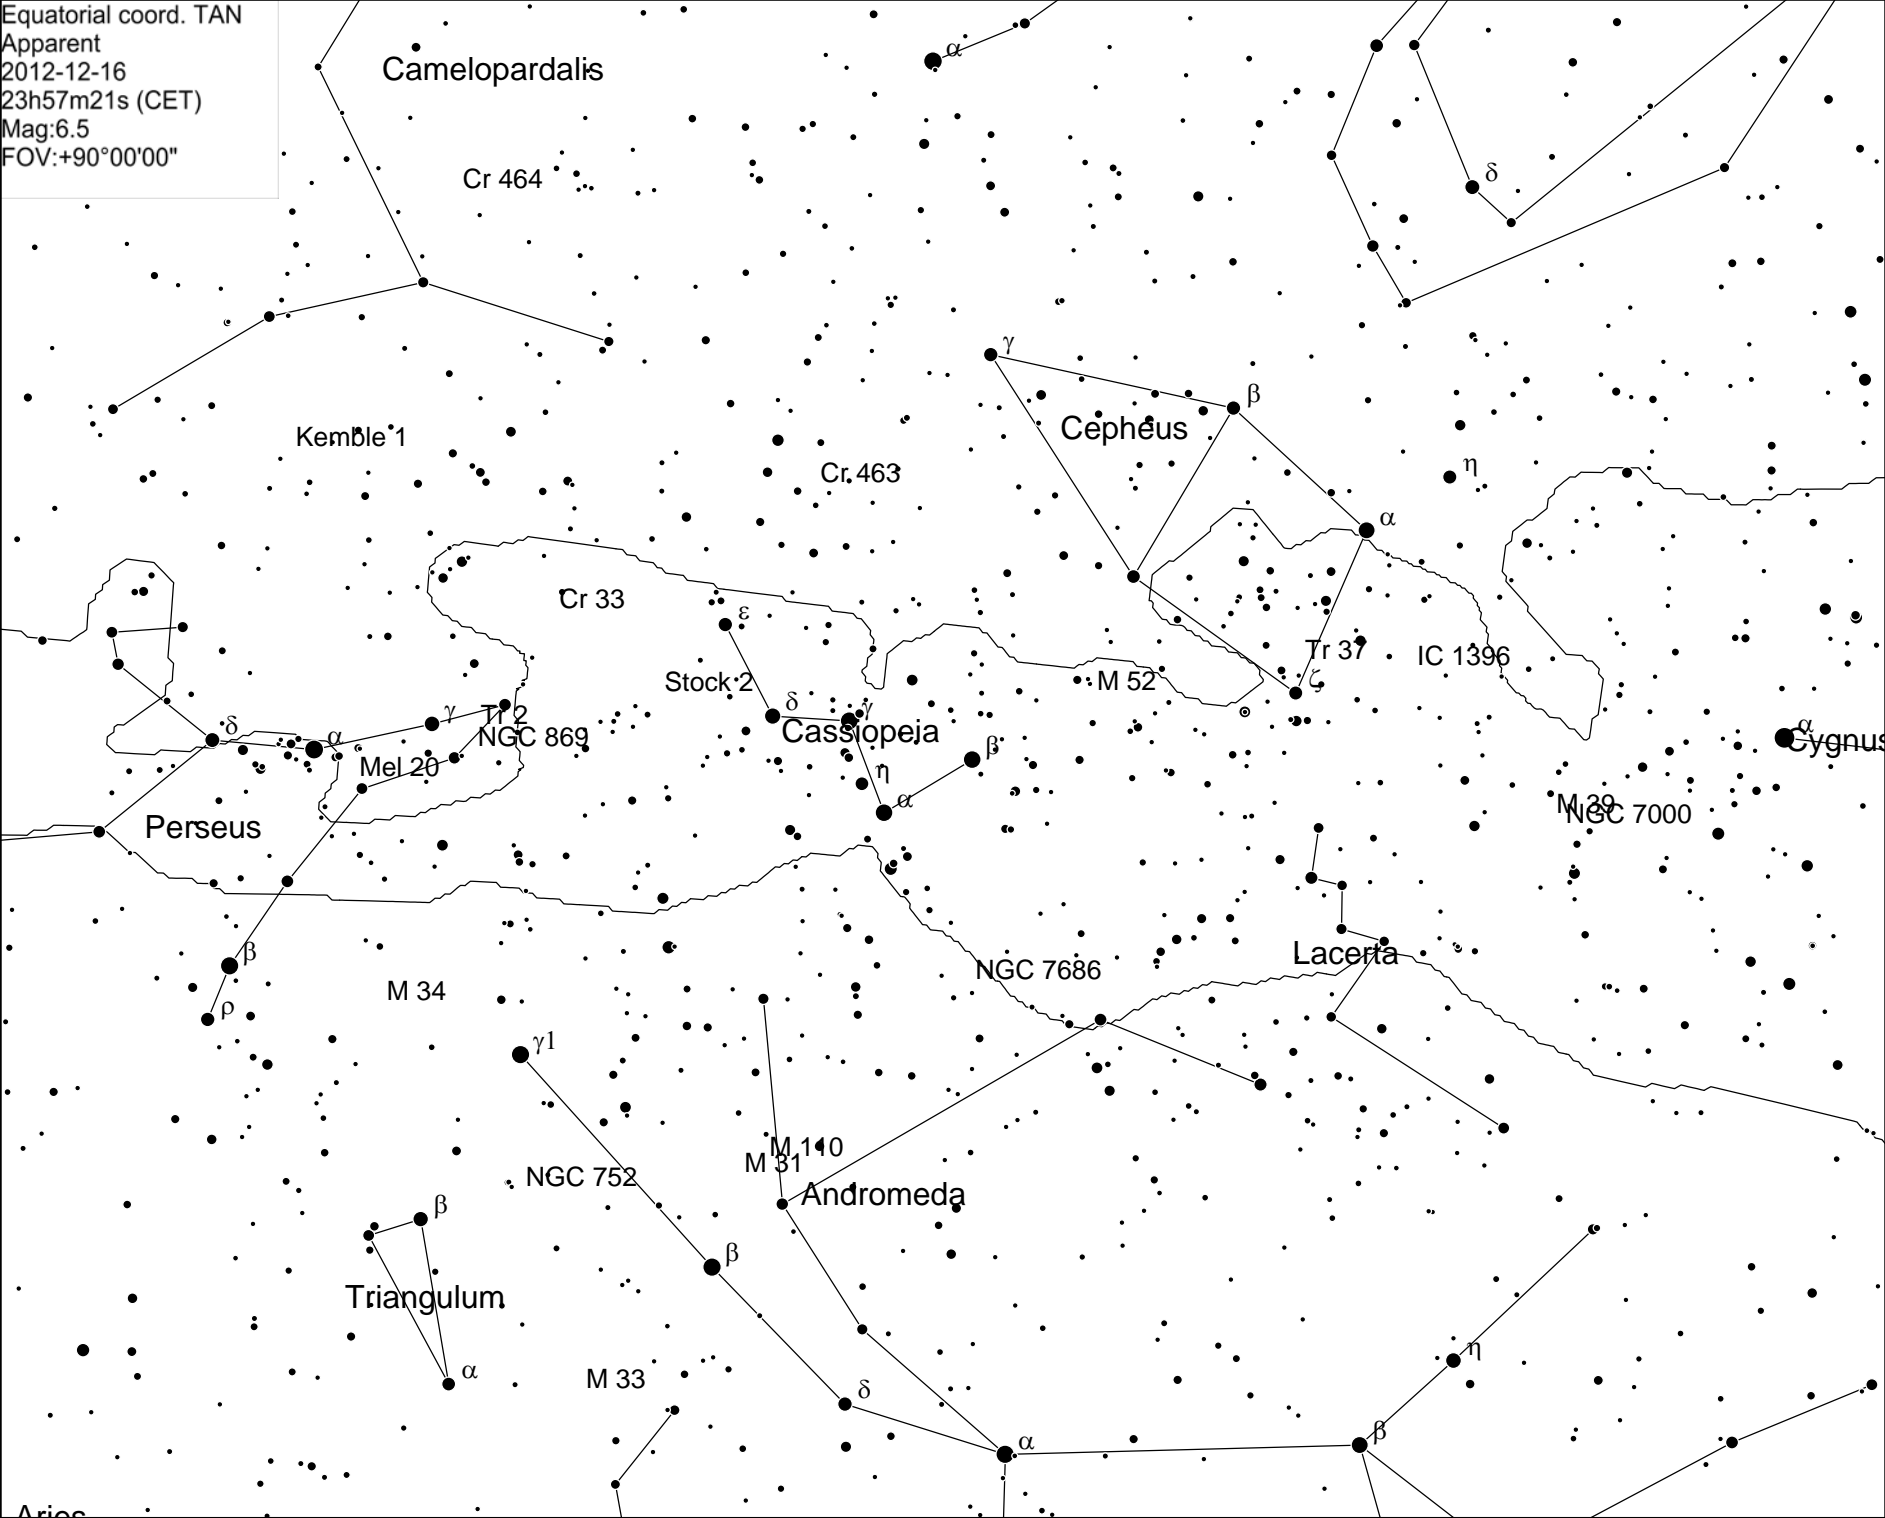 Equatorial coord. TAN
Apparent
2012-12-16
23h57m21s (CET)
Mag:6.5
FOV:+90°00'00"
α
Camelopardalis
Cr 464
δ
γ
β
Cepheus
Kemble 1
Cr 463
η
α
Cr 33
ε
Tr 37
IC 1396
Stock 2
M 52
ζ
δ
γ
γ
Tr 2
δ
α
NGC 869
Cassiopeia
β
α
Cygnus
Mel 20
η
α
M 39
NGC 7000
Perseus
β
Lacerta
NGC 7686
M 34
ρ
γ1
M 110
M 31
NGC 752
Andromeda
β
β
Triangulum
η
α
M 33
δ
β
α
Aries